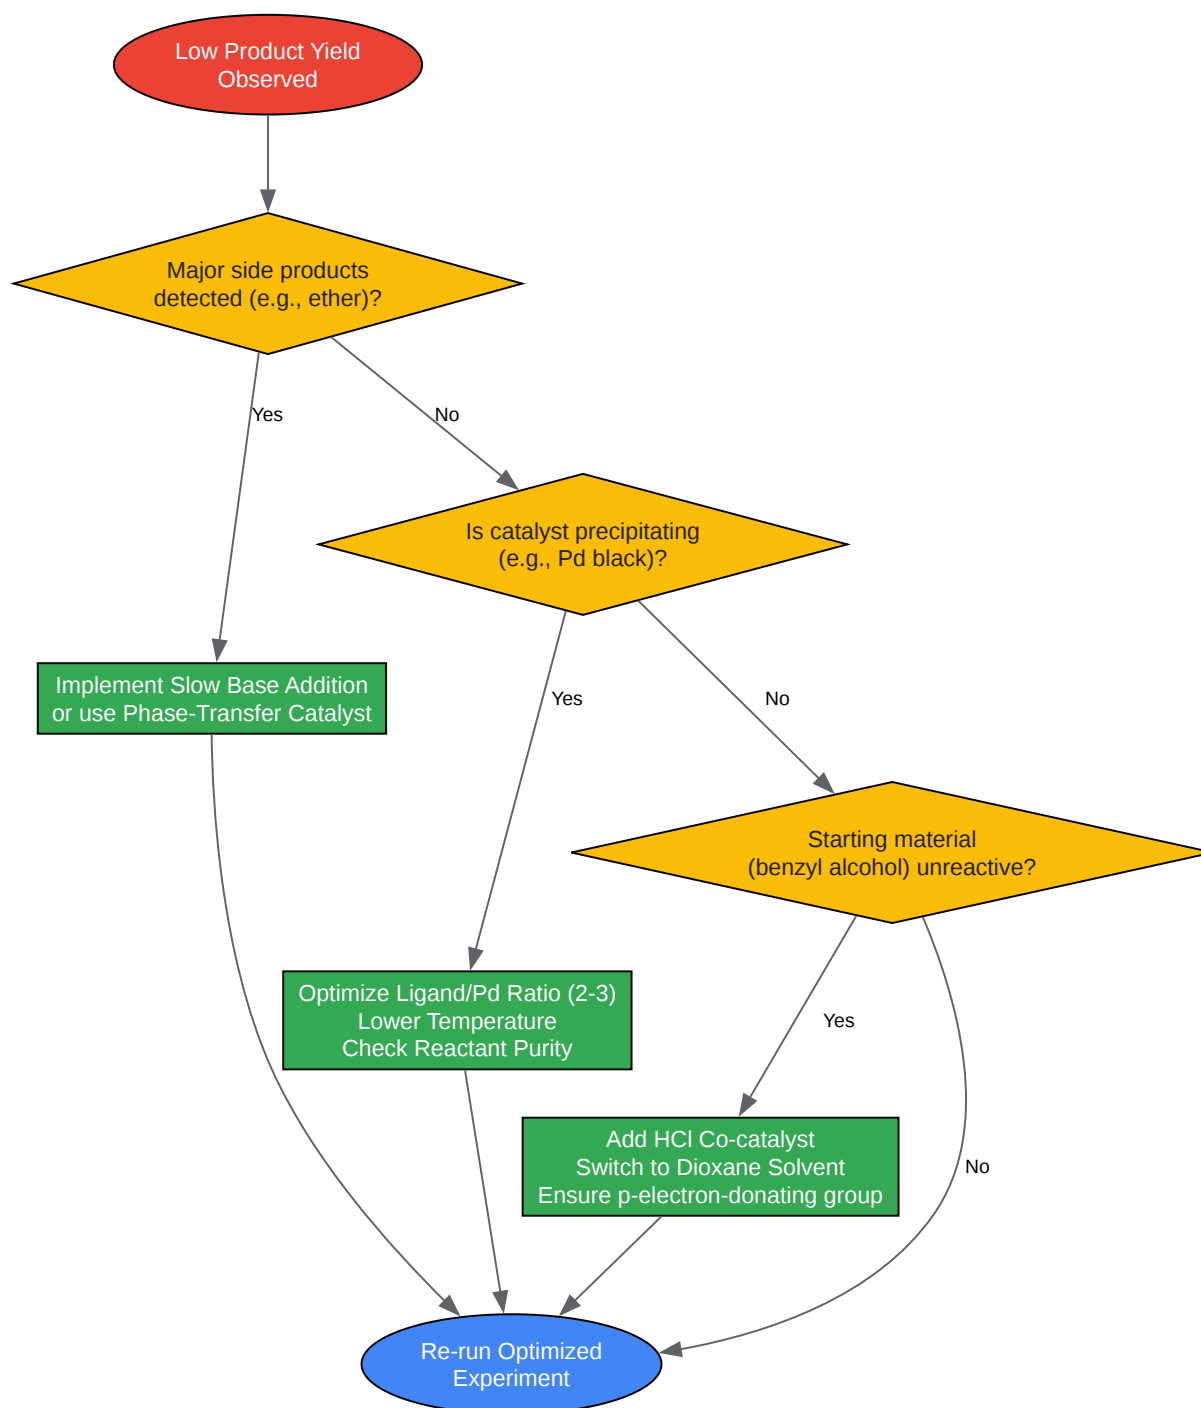 Low Product Yield
Observed
Major side products
detected (e.g., ether)?
Yes
No
Is catalyst precipitating
(e.g., Pd black)?
Implement Slow Base Addition
or use Phase-Transfer Catalyst
Yes
No
Starting material
(benzyl alcohol) unreactive?
Optimize Ligand/Pd Ratio (2-3)
Lower Temperature
Check Reactant Purity
Yes
Add HCl Co-catalyst
Switch to Dioxane Solvent
Ensure p-electron-donating group
No
Re-run Optimized
Experiment